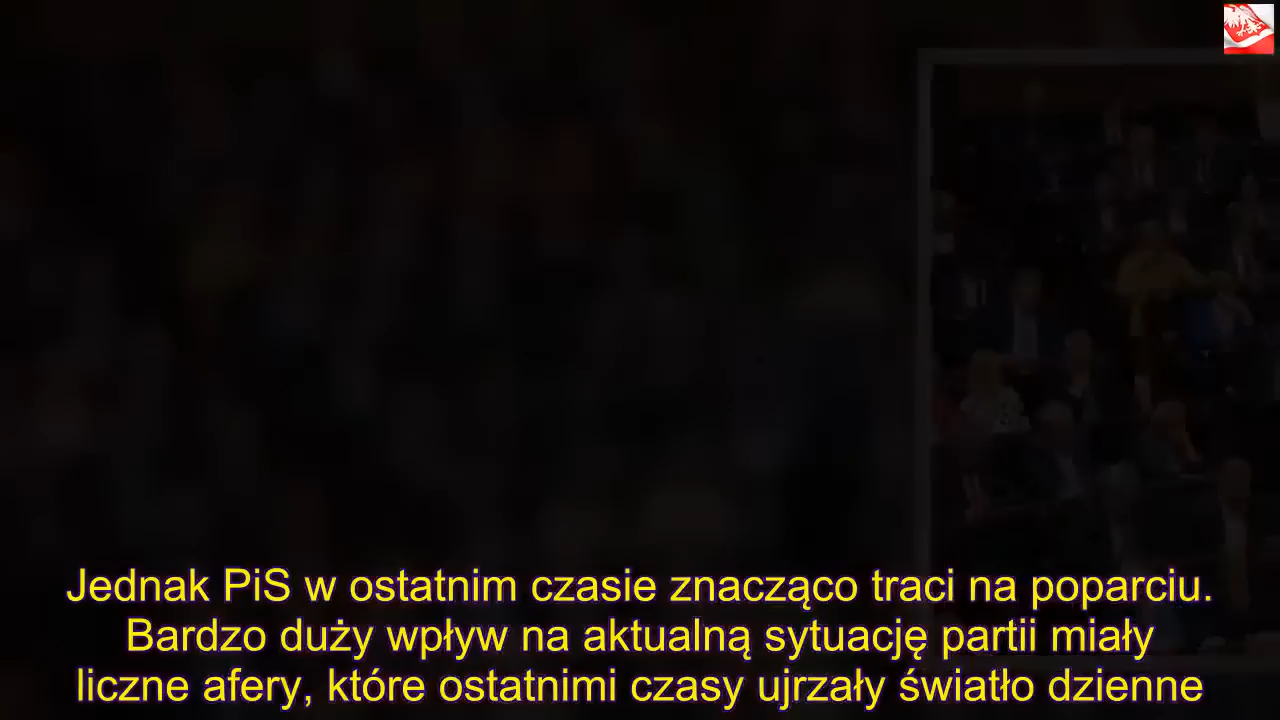 Jednak PiS w ostatnim czasie znacząco traci na poparciu.
Bardzo duży wpływ na aktualną sytuację partii miały
liczne afery, które ostatnimi czasy ujrzały światło dzienne